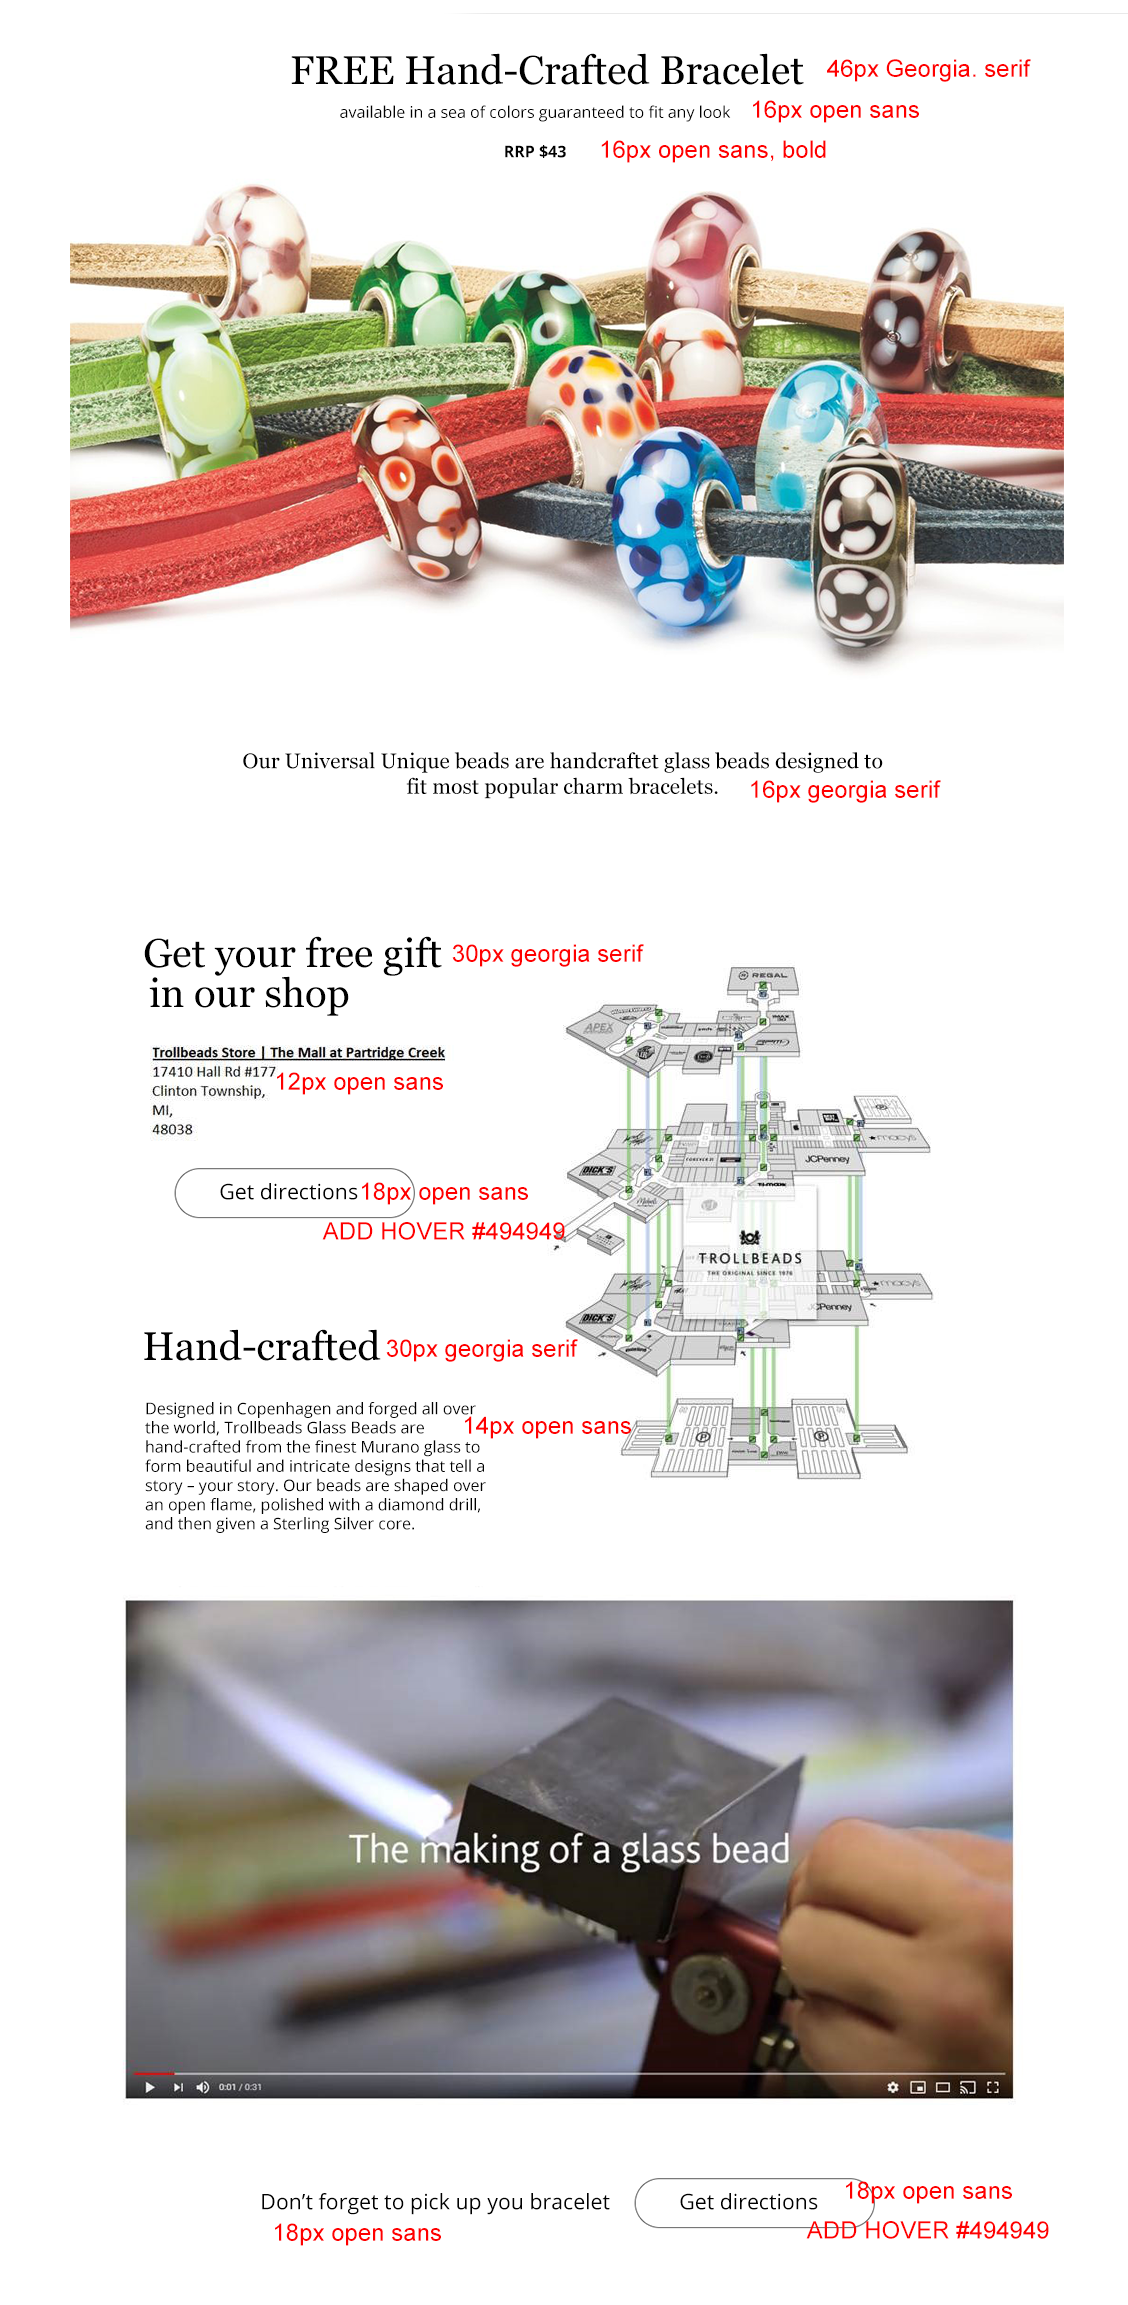 FREE Hand-Crafted Bracelet 46px Georgia. serif
available in a sea of colors guaranteed to fit any look 16px open sans
RRP $43 16px open sans, bold
Our Universal Unique beads are handcraftet glass beads designed to
fit most popular charm bracelets. 16px georgia serif
Get your free gift 30px georgia serif
in our shop
Trollbeads Store | The Mall at Partridge Creek
17410 Hall Rd #177,
12px open sans
Clinton Township,
MI,
48038
Get directions 18px open sans
ADD HOVER #494949
REGAL
APEX
IMAX
macys
FOREVER 21
JCPenney
DICK'S
TJ-maxx
Michaels
TROLLBEADS
THE ORIGINAL SINCE 1976
macys
JCPenney
DICK'S
P
P
P
Hand-crafted 30px georgia serif
Designed in Copenhagen and forged all over
the world, Trollbeads Glass Beads are 14px open sans
hand-crafted from the finest Murano glass to
form beautiful and intricate designs that tell a
story – your story. Our beads are shaped over
an open flame, polished with a diamond drill,
and then given a Sterling Silver core.
The making of a glass bead
0:01 / 0:31
Don’t forget to pick up you bracelet Get directions 18px open sans
18px open sans ADD HOVER #494949